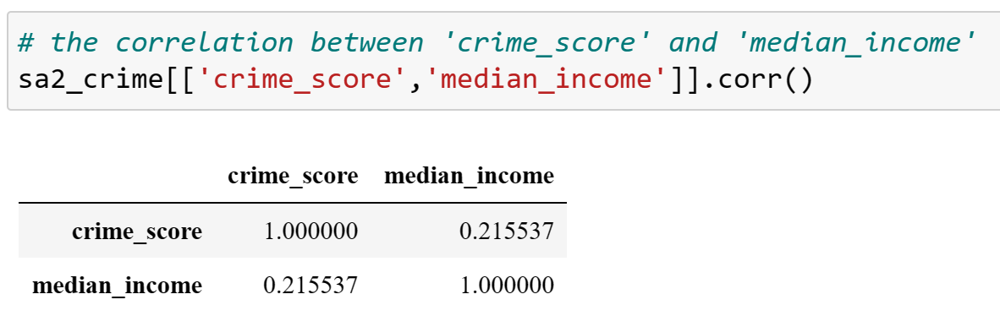 # the correlation between 'crime_score' and 'median_income'
sa2_crime[['crime_score','median_income']].corr()
crime_score median_income
crime_score 1.000000 0.215537
median_income 0.215537 1.000000